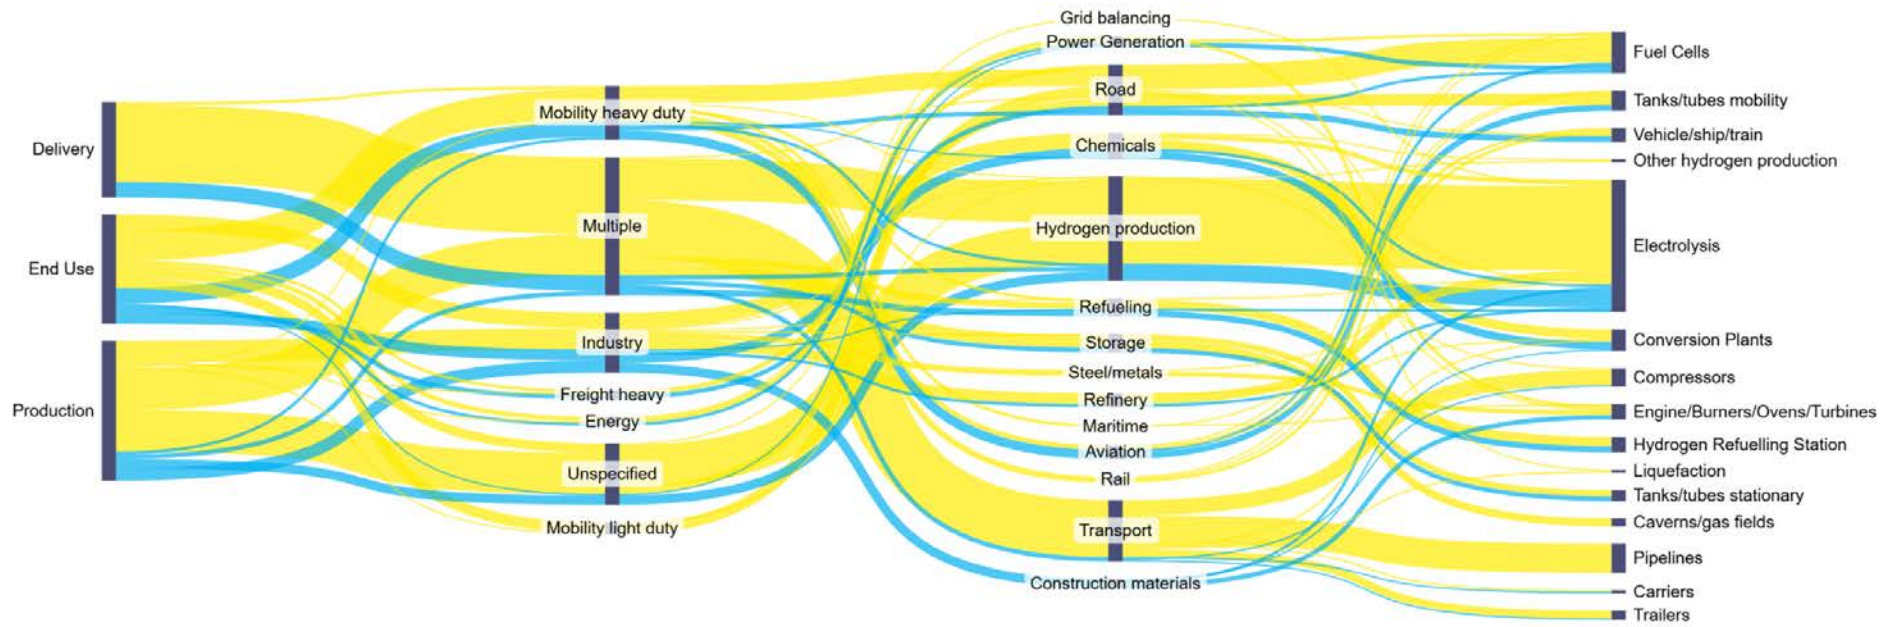 Delivery
End Use
Production
Mobility heavy duty
Multiple
Industry
Freight heavy
Energy
Unspecified
Mobility light duty
Grid balancing
Power Generation
Road
Chemicals
Hydrogen production
Refueling
Storage
Steel/metals
Refinery
Maritime
Aviation
Rail
Transport
Construction materials
Fuel Cells
Tanks/tubes mobility
Vehicle/ship/train
Other hydrogen production
Electrolysis
Conversion Plants
Compressors
Engine/Burners/Ovens/Turbines
Hydrogen Refuelling Station
Liquefaction
Tanks/tubes stationary
Caverns/gas fields
Pipelines
Carriers
Trailers